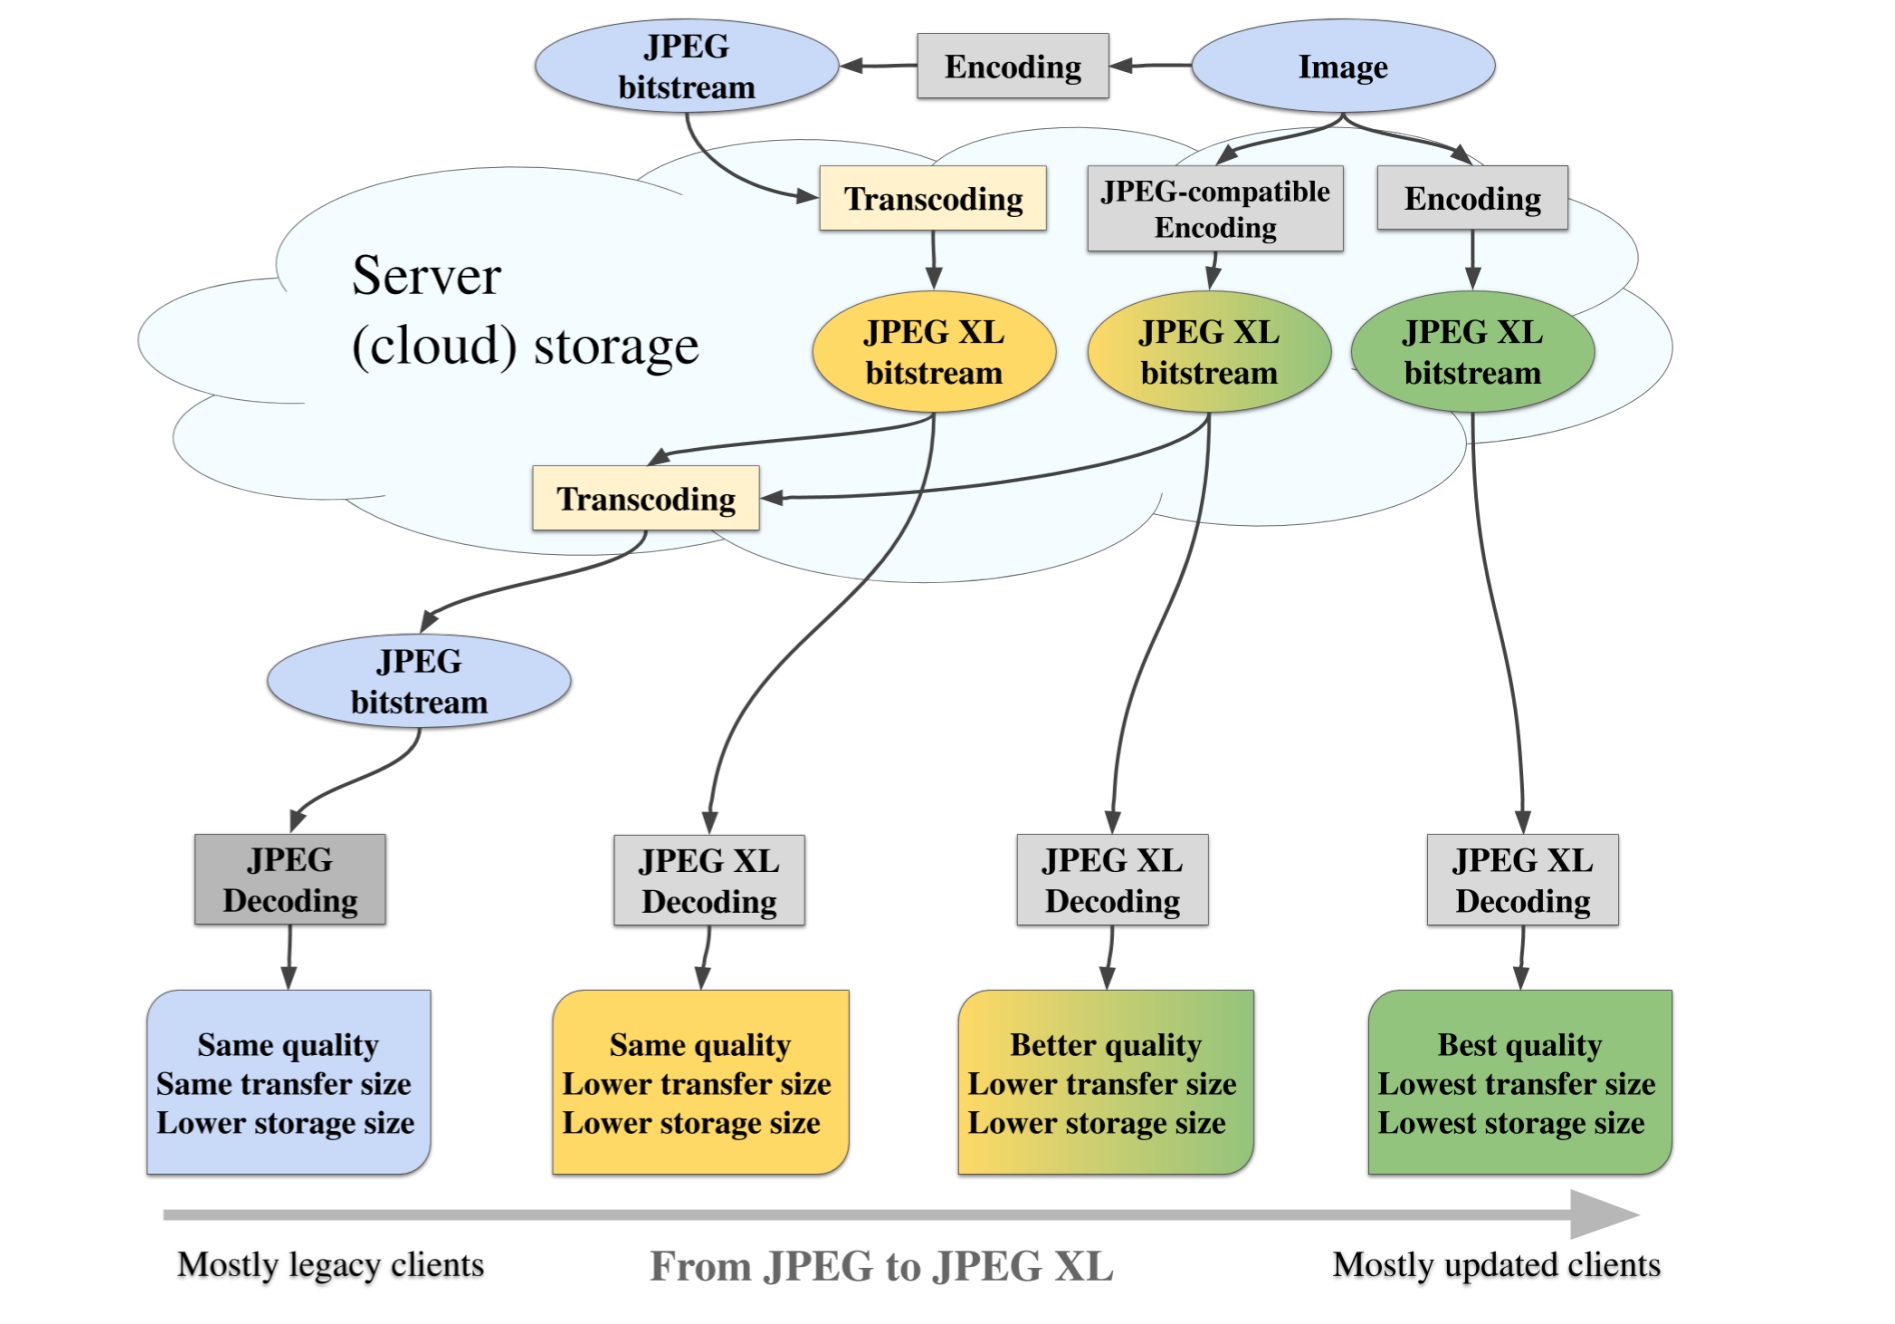 JPEG
bitstream
Encoding
Image
Transcoding
JPEG-compatible
Encoding
Encoding
Server
(cloud) storage
JPEG XL
bitstream
JPEG XL
bitstream
JPEG XL
bitstream
Transcoding
JPEG
bitstream
JPEG
Decoding
JPEG XL
Decoding
JPEG XL
Decoding
JPEG XL
Decoding
Same quality
Same transfer size
Lower storage size
Same quality
Lower transfer size
Lower storage size
Better quality
Lower transfer size
Lower storage size
Best quality
Lowest transfer size
Lowest storage size
Mostly legacy clients
From JPEG to JPEG XL
Mostly updated clients